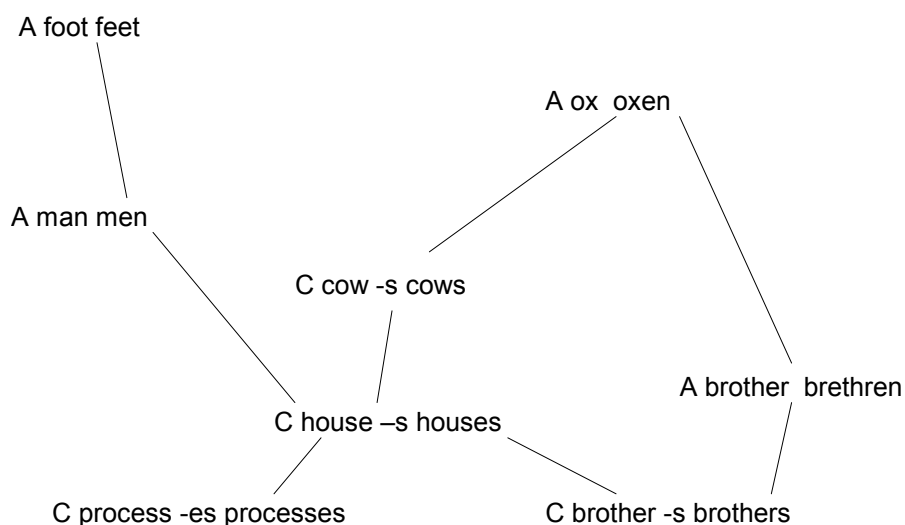 A foot feet
A ox  oxen
A man men
C cow -s cows
A brother  brethren
C house –s houses
C process -es processes
C brother -s brothers